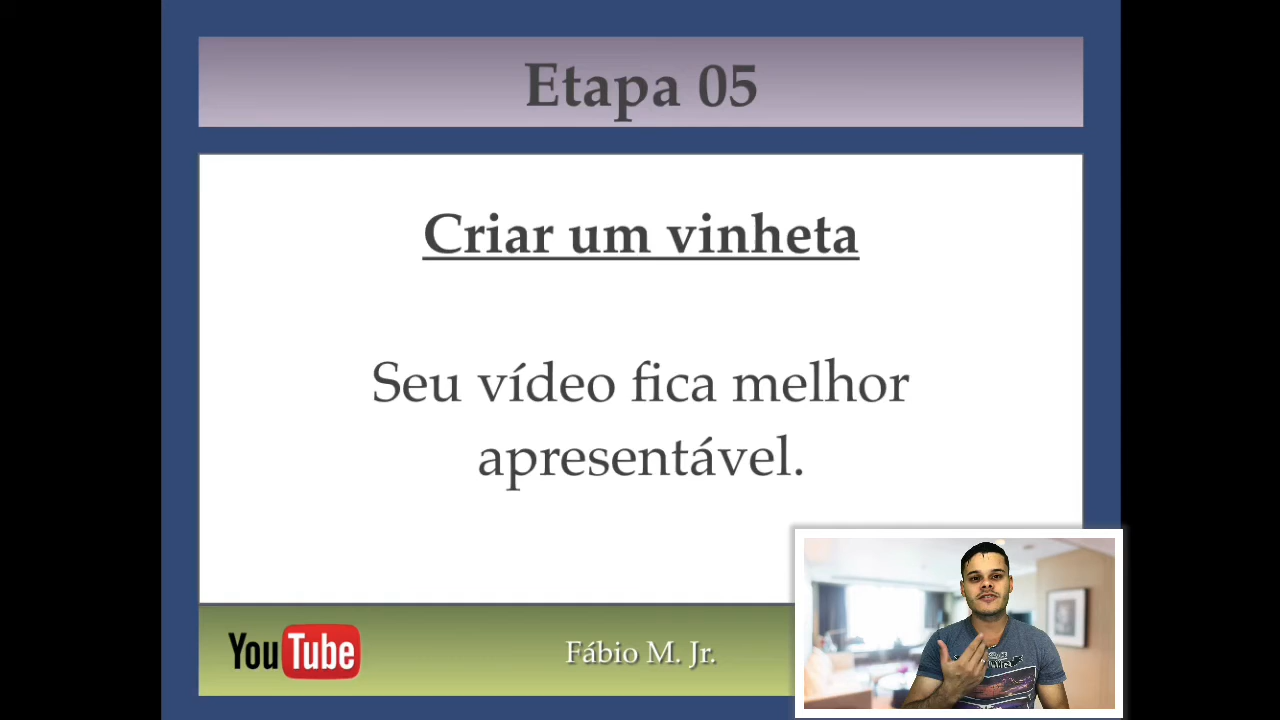 Etapa 05
Criar um vinheta
Seu vídeo fica melhor
apresentável.
YouTube
Fábio M. Jr.